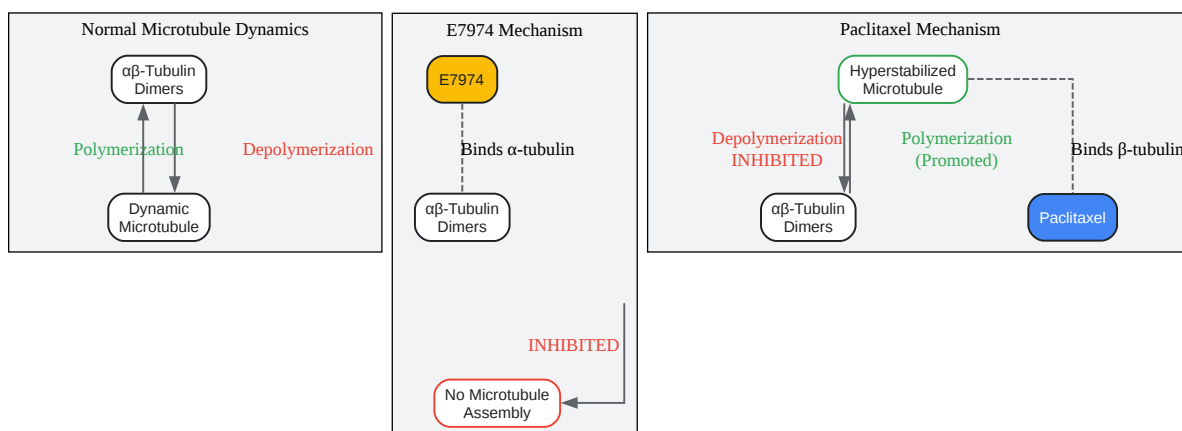 Normal Microtubule Dynamics
αβ-Tubulin
Dimers
Polymerization
Depolymerization
Dynamic
Microtubule
E7974 Mechanism
E7974
Binds α-tubulin
αβ-Tubulin
Dimers
INHIBITED
No Microtubule
Assembly
Paclitaxel Mechanism
Hyperstabilized
Microtubule
Depolymerization
INHIBITED
Polymerization
(Promoted)
Binds β-tubulin
αβ-Tubulin
Dimers
Paclitaxel